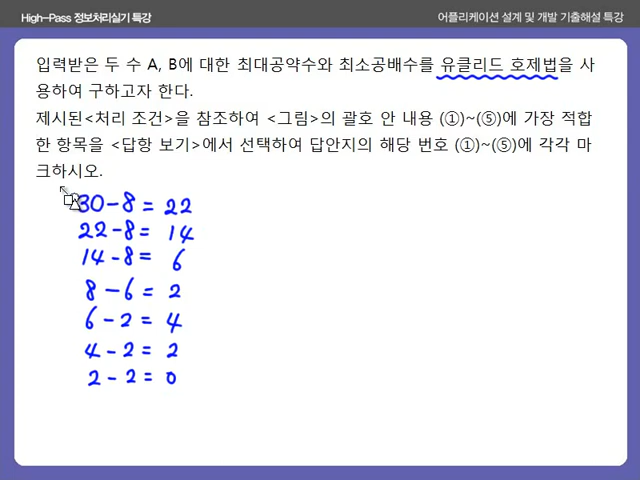 High-Pass 정보처리실기 특강
어플리케이션 설계 및 개발 기출해설 특강
입력받은 두 수 A, B에 대한 최대공약수와 최소공배수를 유클리드 호제법을 사
용하여 구하고자 한다.
제시된<처리 조건>을 참조하여 <그림>의 괄호 안 내용 (①)~(⑤)에 가장 적합
한 항목을 <답항 보기>에서 선택하여 답안지의 해당 번호 (①)~(⑤)에 각각 마
크하시오.
30-8 = 22
22-8 = 14
14-8 = 6
8-6 = 2
6-2 = 4
4-2 = 2
2-2 = 0